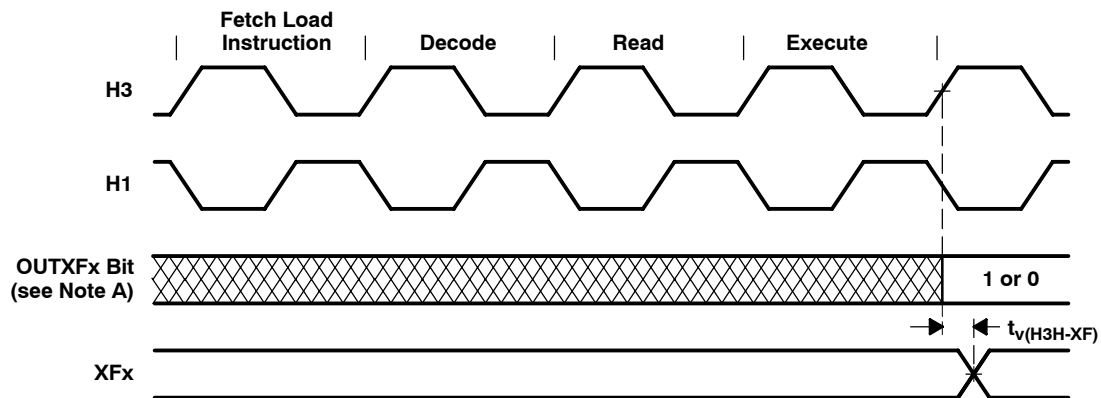 Fetch Load
Instruction
Decode
Read
Execute
H3
H1
OUTXFx Bit
(see Note A)
1 or 0
tv(H3H-XF)
XFx